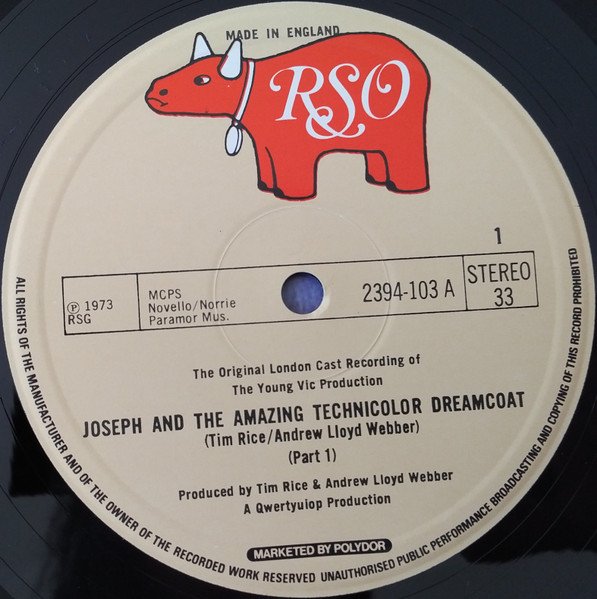 MADE IN ENGLAND
RSO
1
℗ 1973
RSG
MCPS
Novello/Norrie
Paramor Mus.
2394-103 A
STEREO
33
The Original London Cast Recording of
The Young Vic Production
JOSEPH AND THE AMAZING TECHNICOLOR DREAMCOAT
(Tim Rice/Andrew Lloyd Webber)
(Part 1)
Produced by Tim Rice & Andrew Lloyd Webber
A Qwertyuiop Production
MARKETED BY POLYDOR
ALL RIGHTS OF THE MANUFACTURER AND OF THE OWNER OF THE RECORDED WORK RESERVED UNAUTHORISED PUBLIC PERFORMANCE BROADCASTING AND COPYING OF THIS RECORD PROHIBITED